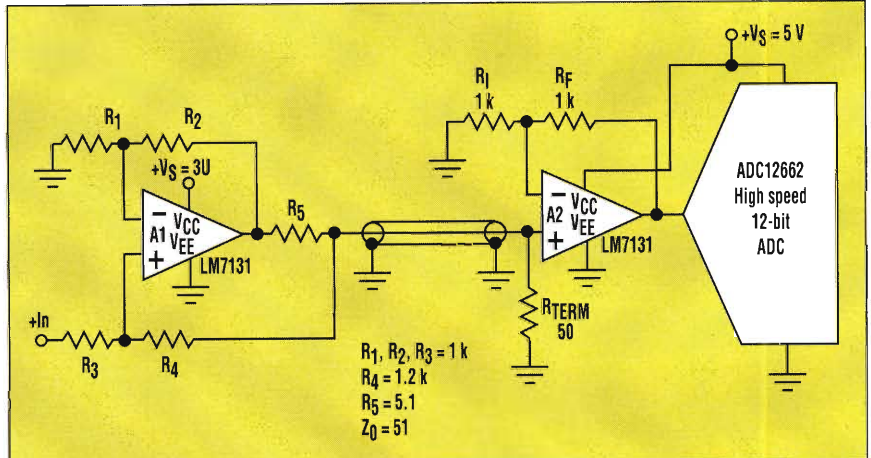 R1
R2
+VS = 3U
VCC
A1
VEE
LM7131
R5
+In
R3
R4
R1, R2, R3 = 1 k
R4 = 1.2 k
R5 = 5.1
Z0 = 51
RI
1 k
RF
1 k
+VS = 5 V
VCC
A2
VEE
LM7131
RTERM
50
ADC12662
High speed
12-bit
ADC